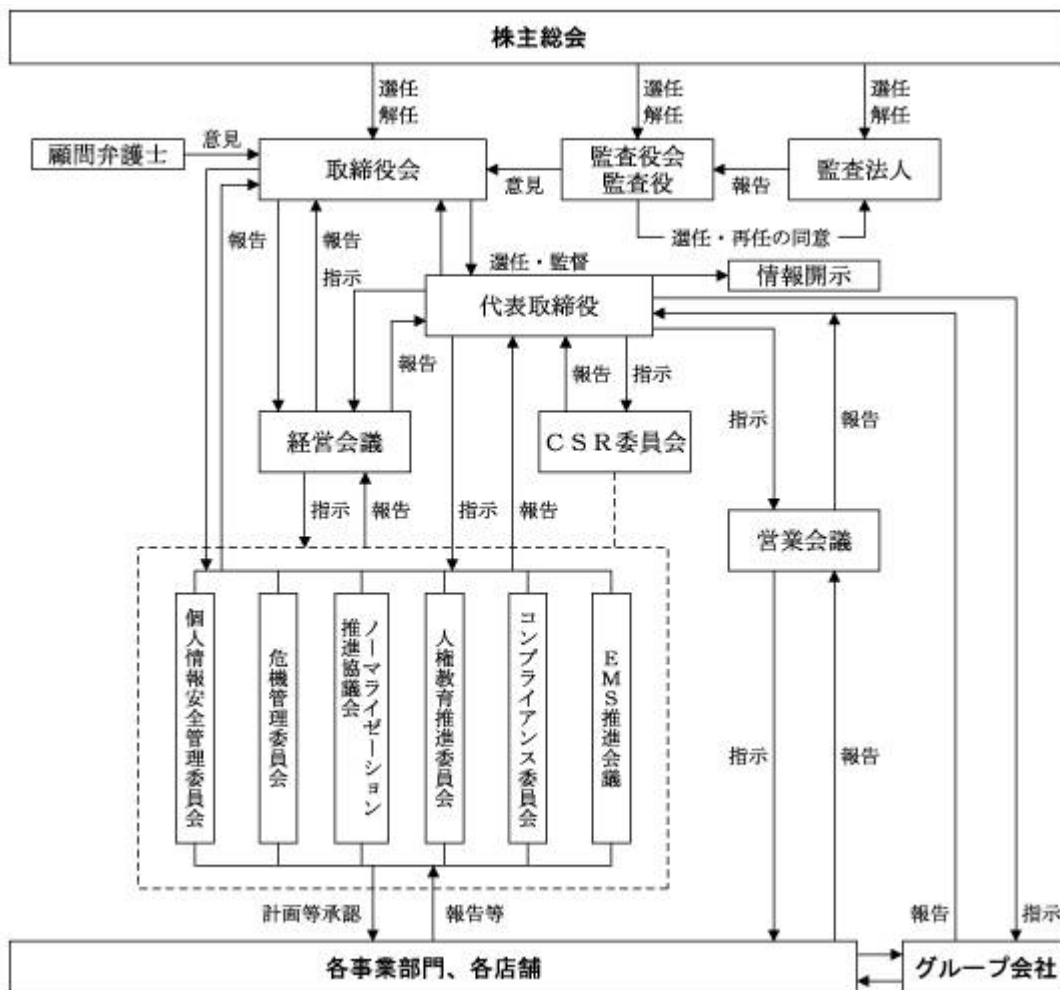 株主総会
選任
解任
選任
解任
選任
解任
顧問弁護士
意見
取締役会
意見
監査役会
監査役
報告
監査法人
選任・再任の同意
報告
報告
指示
選任・監督
情報開示
代表取締役
報告
報告
指示
指示
報告
経営会議
CSR委員会
指示
報告
指示
報告
営業会議
個人情報安全管理委員会
危機管理委員会
ノーマライゼーション
推進協議会
人権教育推進委員会
コンプライアンス委員会
EMS推進会議
指示
報告
計画等承認
報告等
報告
指示
各事業部門、各店舗
グループ会社